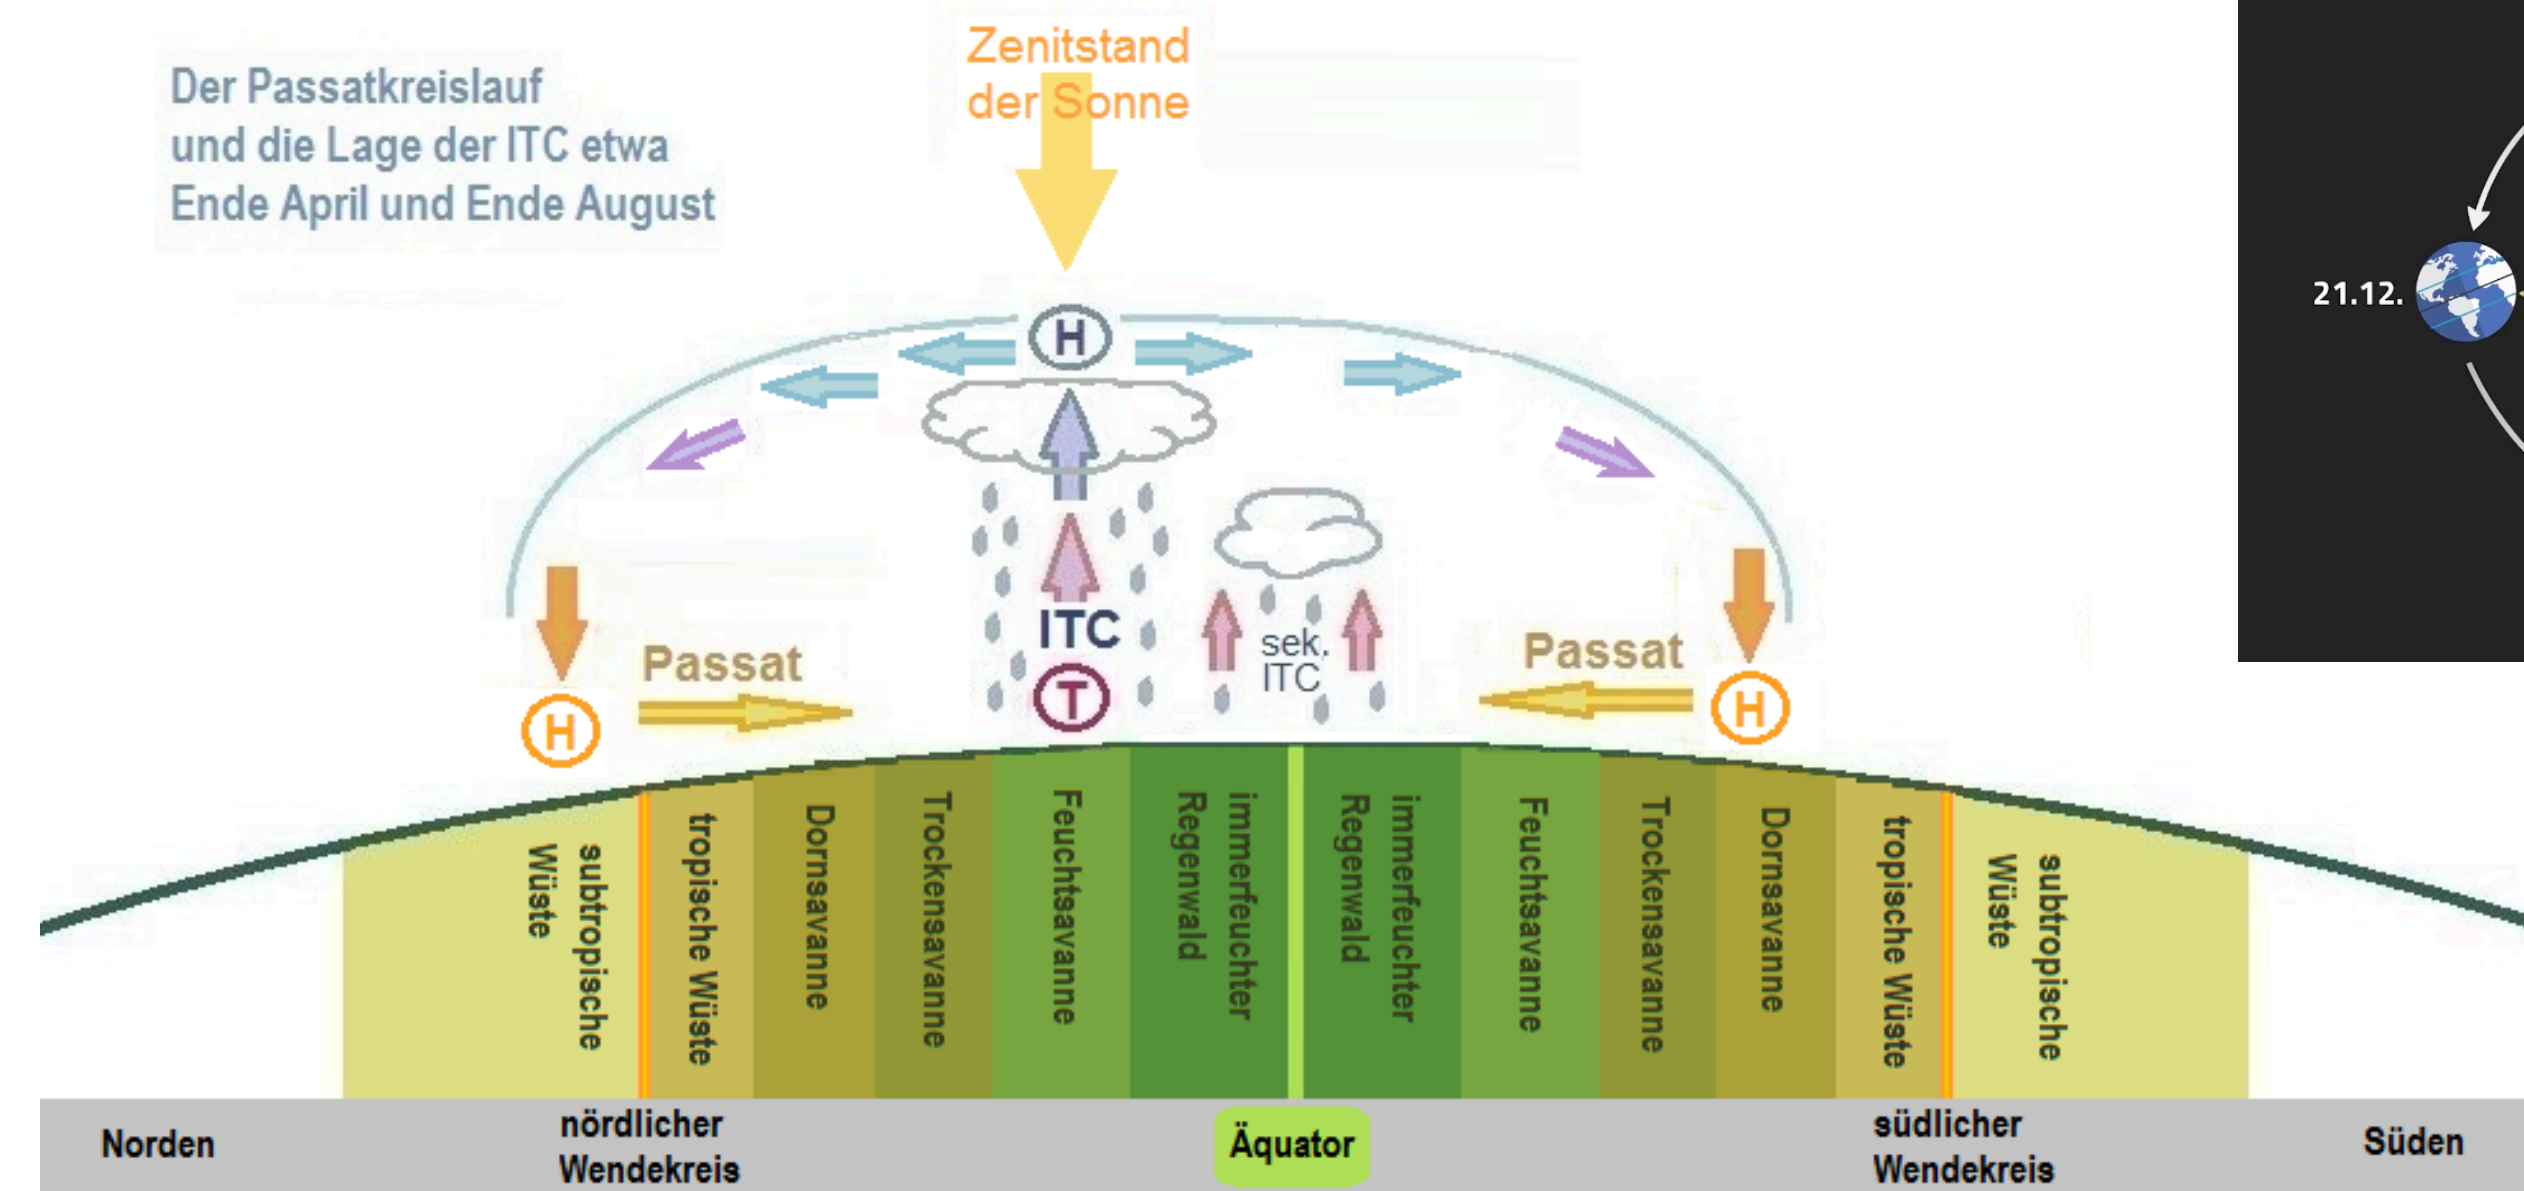 Der Passatkreislauf
und die Lage der ITC etwa
Ende April und Ende August
Zenitstand
der Sonne
21.12.
H
ITC
T
sek.
ITC
Passat
H
Passat
H
subtropische
Wüste
tropische Wüste
Dornsavanne
Trockensavanne
Feuchtsavanne
immerfeuchter
Regenwald
immerfeuchter
Regenwald
Feuchtsavanne
Trockensavanne
Dornsavanne
tropische Wüste
subtropische
Wüste
Norden
nördlicher
Wendekreis
Äquator
südlicher
Wendekreis
Süden